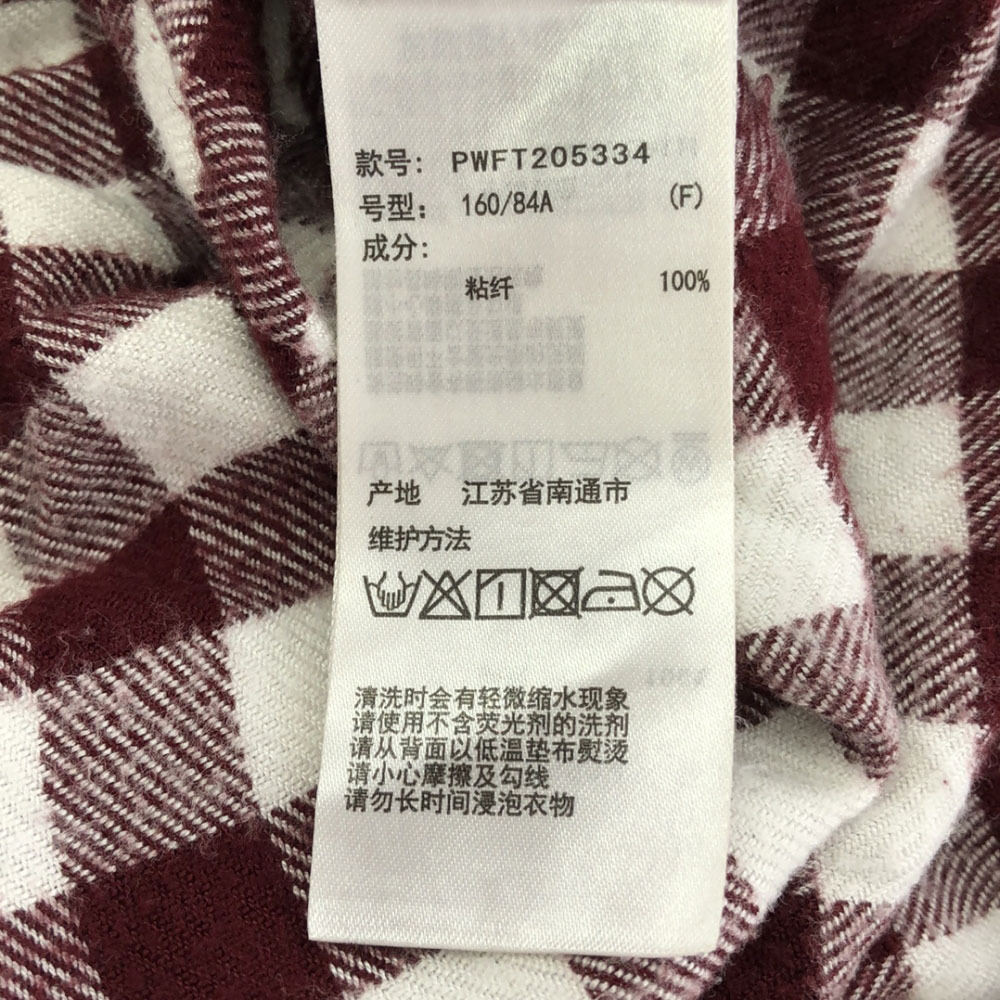 款号: PWFT205334
号型: 160/84A (F)
成分:
粘纤 100%
产地 江苏省南通市
维护方法
清洗时会有轻微缩水现象
请使用不含荧光剂的洗剂
请从背面以低温垫布熨烫
请小心摩擦及勾线
请勿长时间浸泡衣物